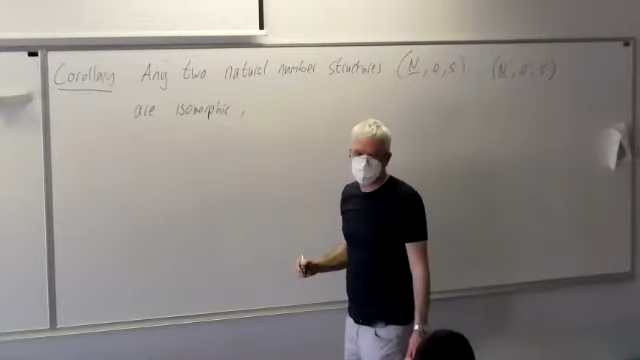 Corollary Any two natural number structures (N, 0, s), (N', 0', s')
are isomorphic,